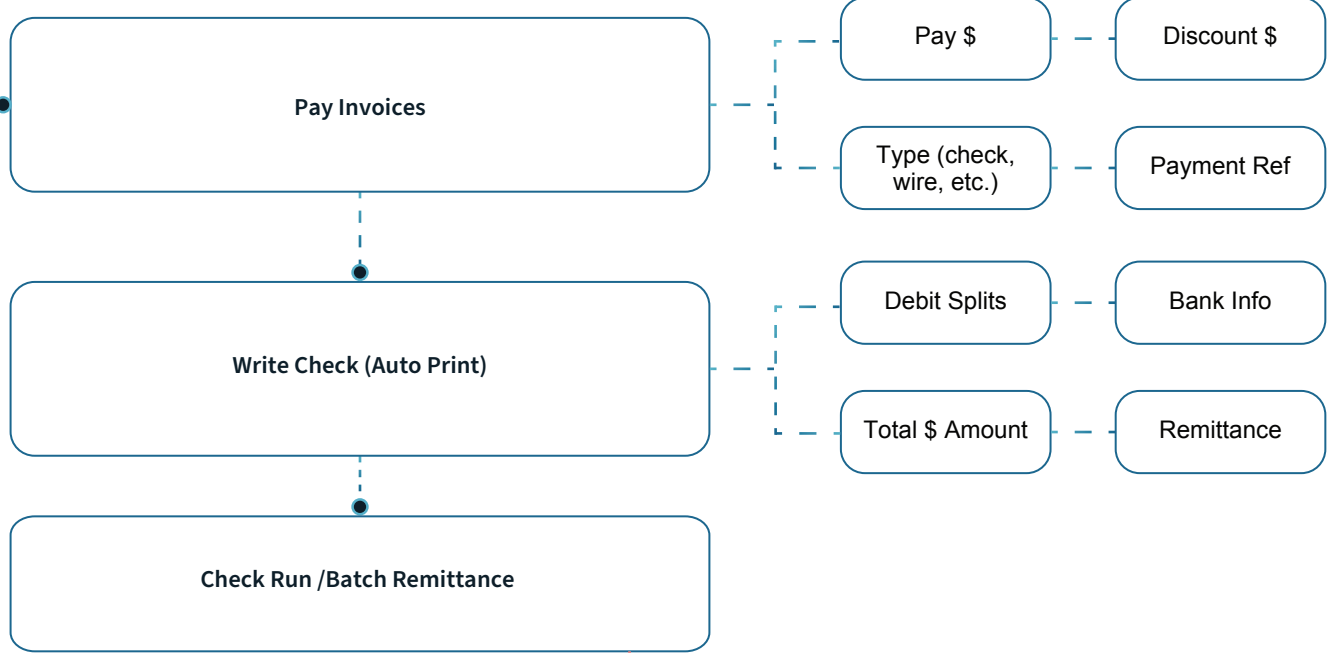 Pay $
Discount $
Pay Invoices
Type (check,
wire, etc.)
Payment Ref
Debit Splits
Bank Info
Write Check (Auto Print)
Total $ Amount
Remittance
Check Run /Batch Remittance